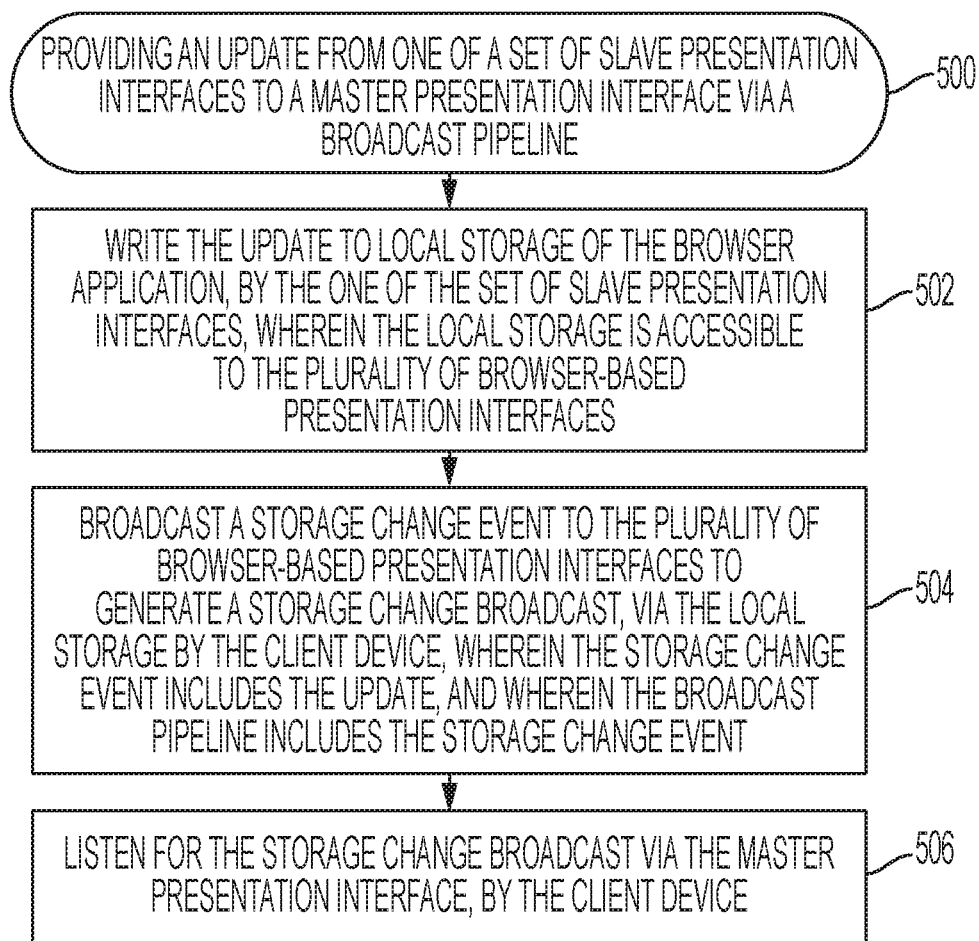 PROVIDING AN UPDATE FROM ONE OF A SET OF SLAVE PRESENTATION
INTERFACES TO A MASTER PRESENTATION INTERFACE VIA A
BROADCAST PIPELINE
500
WRITE THE UPDATE TO LOCAL STORAGE OF THE BROWSER
APPLICATION, BY THE ONE OF THE SET OF SLAVE PRESENTATION
INTERFACES, WHEREIN THE LOCAL STORAGE IS ACCESSIBLE
TO THE PLURALITY OF BROWSER-BASED
PRESENTATION INTERFACES
502
BROADCAST A STORAGE CHANGE EVENT TO THE PLURALITY OF
BROWSER-BASED PRESENTATION INTERFACES TO
GENERATE A STORAGE CHANGE BROADCAST, VIA THE LOCAL
STORAGE BY THE CLIENT DEVICE, WHEREIN THE STORAGE CHANGE
EVENT INCLUDES THE UPDATE, AND WHEREIN THE BROADCAST
PIPELINE INCLUDES THE STORAGE CHANGE EVENT
504
LISTEN FOR THE STORAGE CHANGE BROADCAST VIA THE MASTER
PRESENTATION INTERFACE, BY THE CLIENT DEVICE
506